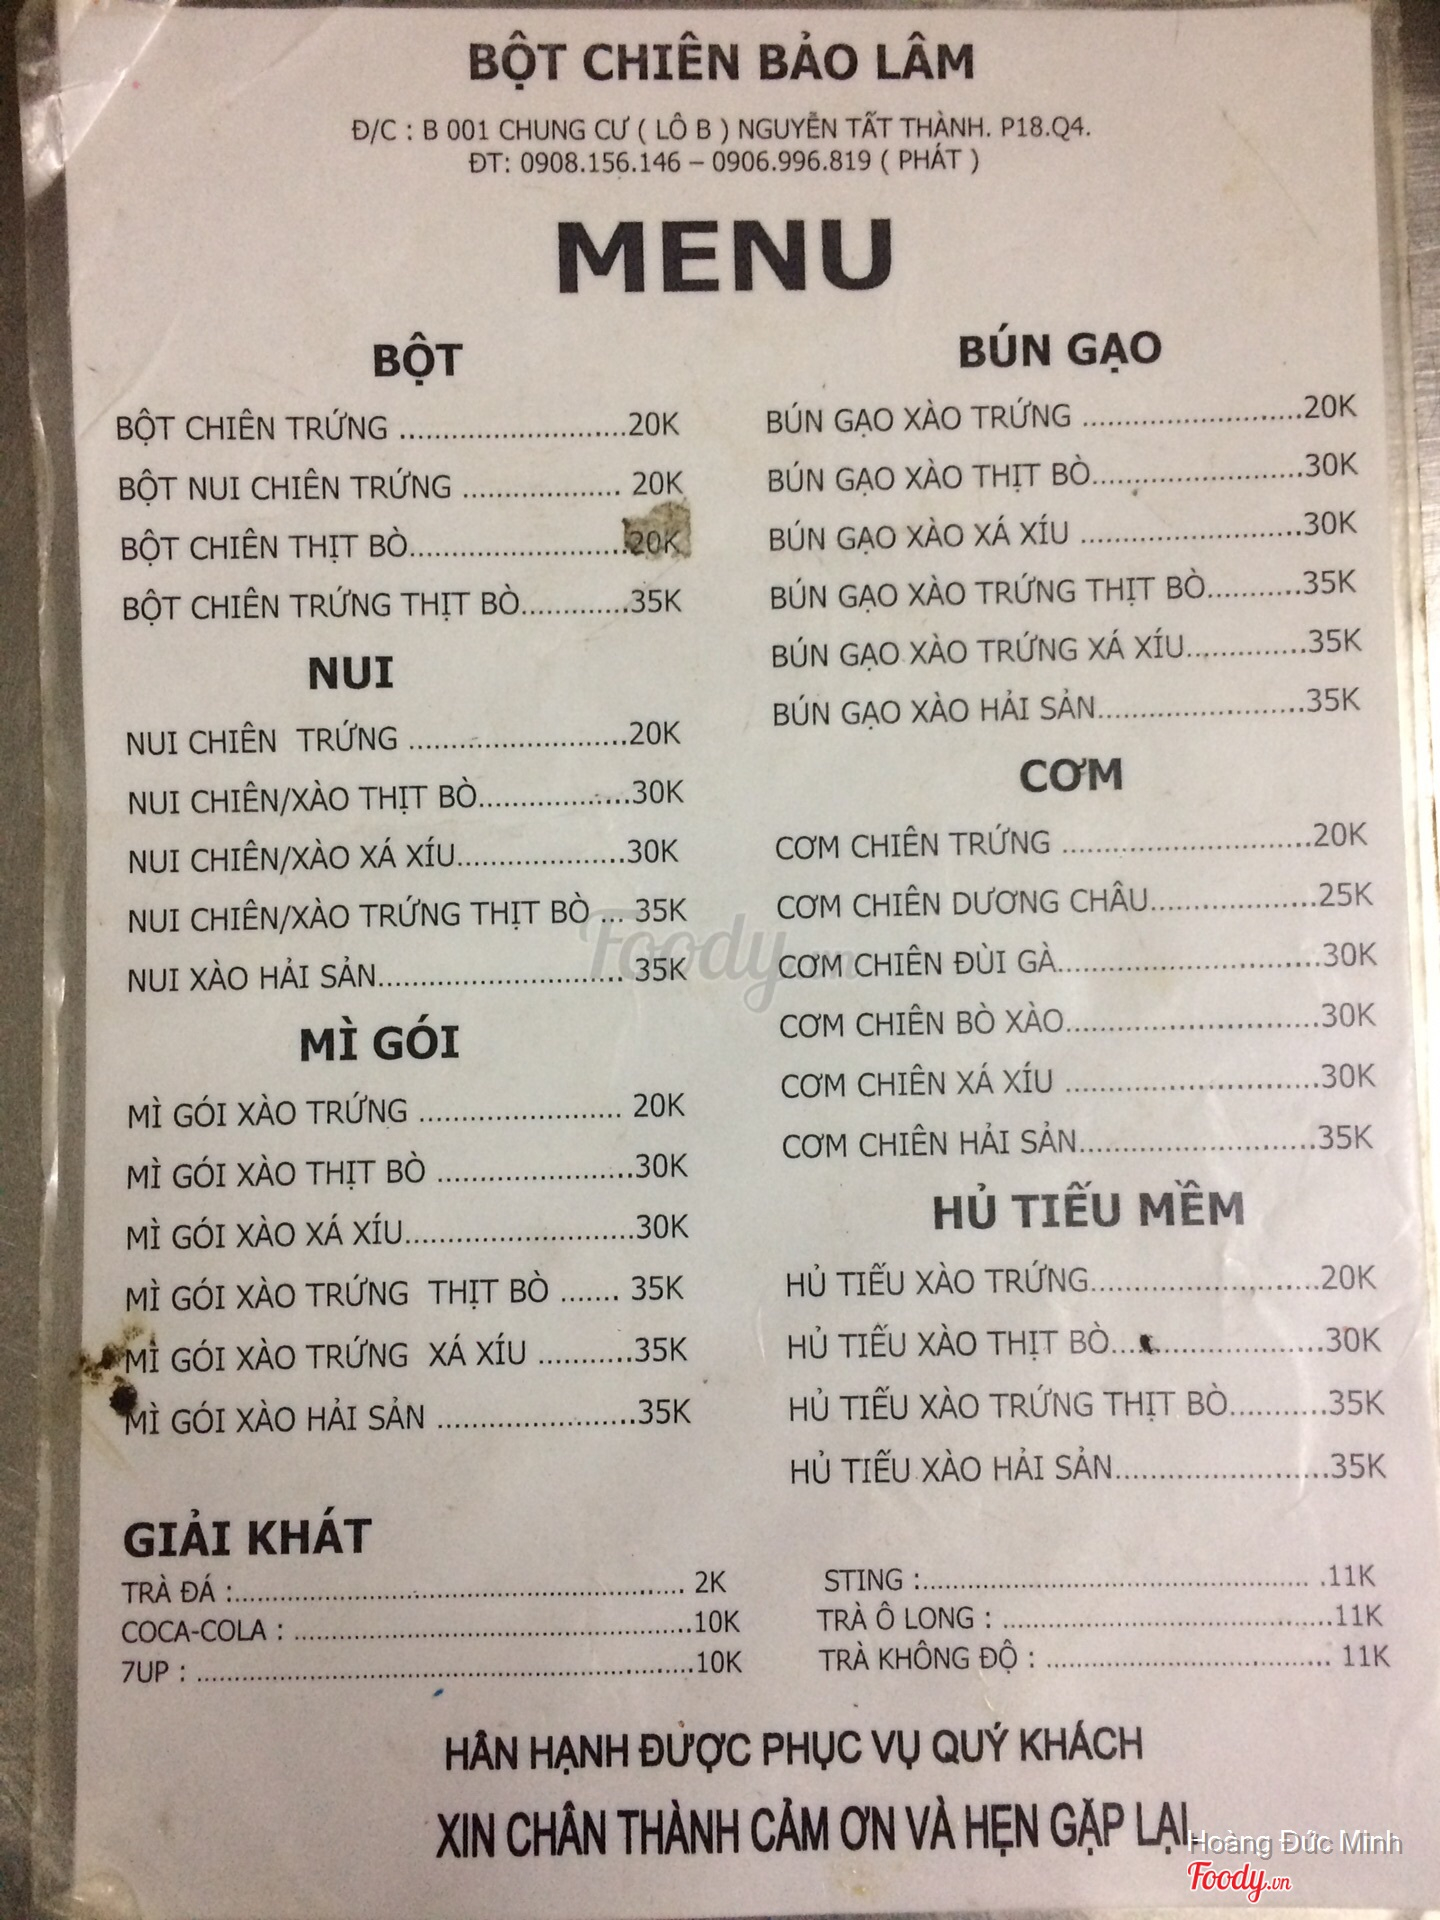 BỘT CHIÊN BẢO LÂM
Đ/C : B 001 CHUNG CƯ ( LÔ B ) NGUYỄN TẤT THÀNH. P18.Q4.
ĐT: 0908.156.146 – 0906.996.819 ( PHÁT )
MENU
BỘT
BỘT CHIÊN TRỨNG ..........................20K
BỘT NUI CHIÊN TRỨNG .................. 20K
BỘT CHIÊN THỊT BÒ.........................20K
BỘT CHIÊN TRỨNG THỊT BÒ............35K
NUI
NUI CHIÊN TRỨNG .........................20K
NUI CHIÊN/XÀO THỊT BÒ.................30K
NUI CHIÊN/XÀO XÁ XÍU...................30K
NUI CHIÊN/XÀO TRỨNG THỊT BÒ ... 35K
NUI XÀO HẢI SẢN............................ 35K
MÌ GÓI
MÌ GÓI XÀO TRỨNG ....................... 20K
MÌ GÓI XÀO THỊT BÒ ......................30K
MÌ GÓI XÀO XÁ XÍU..........................30K
MÌ GÓI XÀO TRỨNG THỊT BÒ ....... 35K
MÌ GÓI XÀO TRỨNG XÁ XÍU ...........35K
MÌ GÓI XÀO HẢI SẢN .......................35K
BÚN GẠO
BÚN GẠO XÀO TRỨNG .........................20K
BÚN GẠO XÀO THỊT BÒ........................30K
BÚN GẠO XÀO XÁ XÍU .........................30K
BÚN GẠO XÀO TRỨNG THỊT BÒ...........35K
BÚN GẠO XÀO TRỨNG XÁ XÍU..............35K
BÚN GẠO XÀO HẢI SẢN........................35K
CƠM
CƠM CHIÊN TRỨNG ............................20K
CƠM CHIÊN DƯƠNG CHÂU...................25K
CƠM CHIÊN ĐÙI GÀ..............................30K
CƠM CHIÊN BÒ XÀO.............................30K
CƠM CHIÊN XÁ XÍU .............................30K
CƠM CHIÊN HẢI SẢN...........................35K
HỦ TIẾU MỀM
HỦ TIẾU XÀO TRỨNG..........................20K
HỦ TIẾU XÀO THỊT BÒ........................30K
HỦ TIẾU XÀO TRỨNG THỊT BÒ...........35K
HỦ TIẾU XÀO HẢI SẢN........................35K
GIẢI KHÁT
TRÀ ĐÁ :.................................................... 2K
COCA-COLA : ..............................................10K
7UP : .........................................................10K
STING :............................................. .11K
TRÀ Ô LONG : ......................................11K
TRÀ KHÔNG ĐỘ : ................................. 11K
HÂN HẠNH ĐƯỢC PHỤC VỤ QUÝ KHÁCH
XIN CHÂN THÀNH CẢM ƠN VÀ HẸN GẶP LẠI.
Foody.vn
Hoàng Đức Minh
Foody.vn